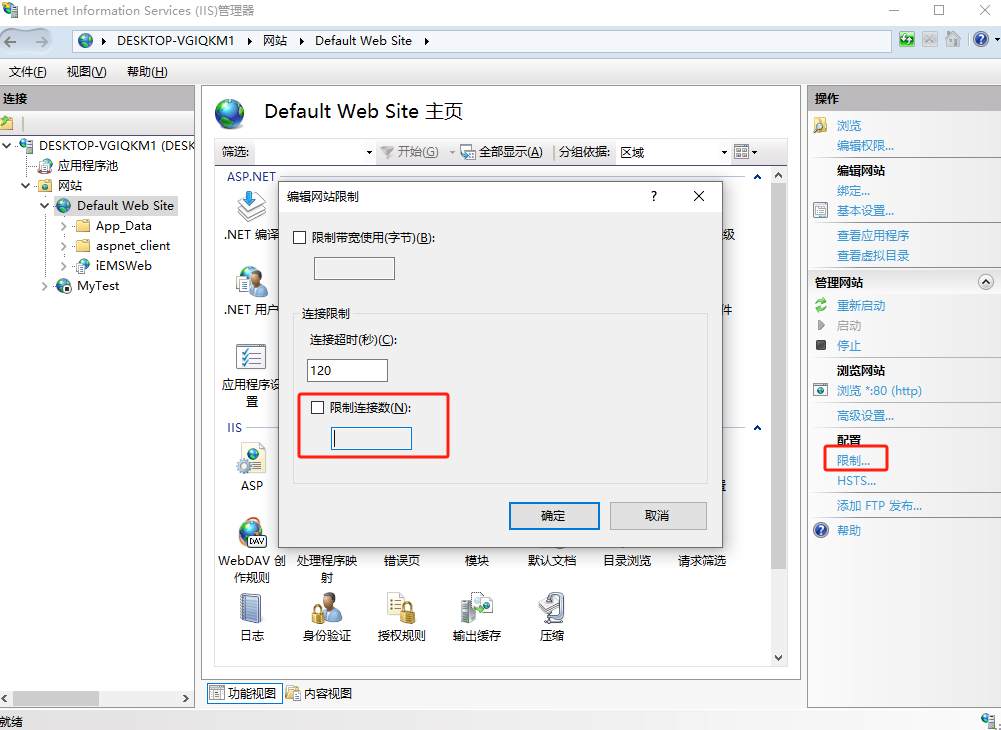 Internet Information Services (IIS)管理器
DESKTOP-VGIQKM1
网站
Default Web Site
文件(F)
视图(V)
帮助(H)
连接
DESKTOP-VGIQKM1 (DESK
应用程序池
网站
Default Web Site
App_Data
aspnet_client
iEMSWeb
MyTest
Default Web Site 主页
筛选:
开始(G)
全部显示(A)
分组依据:
区域
ASP.NET
.NET 编译
级
.NET 用户
件
应用程序设
置
IIS
ASP
WebDAV 创
作规则
处理程序映
射
错误页
模块
默认文档
目录浏览
请求筛选
日志
身份验证
授权规则
输出缓存
压缩
编辑网站限制
?
限制带宽使用(字节)(B):
连接限制
连接超时(秒)(C):
120
限制连接数(N):
确定
取消
功能视图
内容视图
操作
浏览
编辑权限...
编辑网站
绑定...
基本设置...
查看应用程序
查看虚拟目录
管理网站
重新启动
启动
停止
浏览网站
浏览 *:80 (http)
高级设置...
配置
限制...
HSTS...
添加 FTP 发布...
帮助
就绪